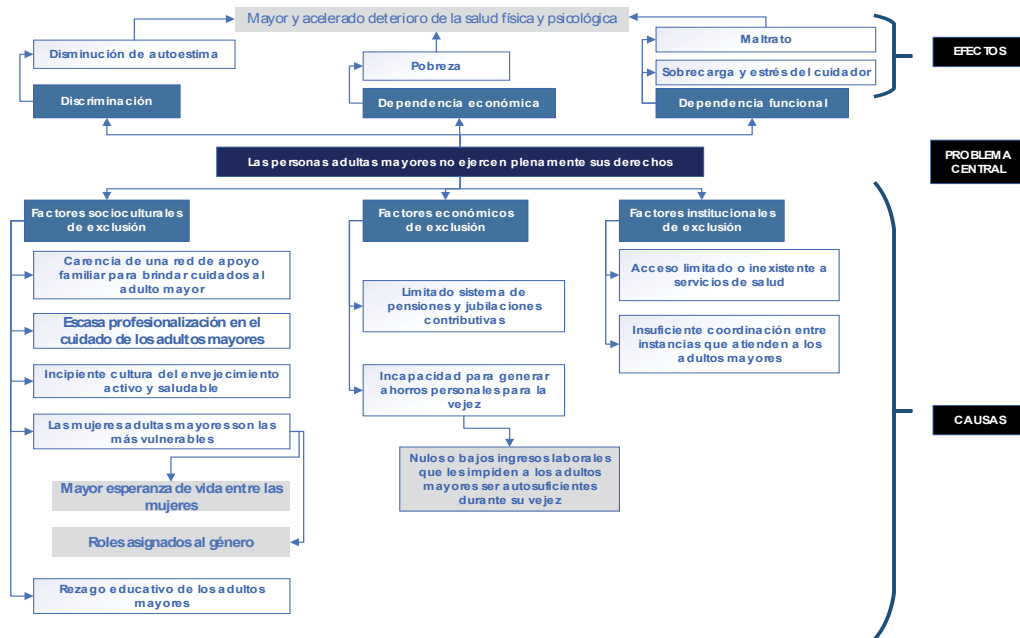 Mayor y acelerado deterioro de la salud física y psicológica
Disminución de autoestima
Maltrato
EFECTOS
Pobreza
Sobrecarga y estrés del cuidador
Discriminación
Dependencia económica
Dependencia funcional
Las personas adultas mayores no ejercen plenamente sus derechos
PROBLEMA
CENTRAL
Factores socioculturales
de exclusión
Factores económicos
de exclusión
Factores institucionales
de exclusión
Carencia de una red de apoyo
familiar para brindar cuidados al
adulto mayor
Limitado sistema de
pensiones y jubilaciones
contributivas
Acceso limitado o inexistente a
servicios de salud
Escasa profesionalización en el
cuidado de los adultos mayores
Insuficiente coordinación entre
instancias que atienden a los
adultos mayores
Incipiente cultura del envejecimiento
activo y saludable
Incapacidad para generar
ahorros personales para la
vejez
Las mujeres adultas mayores son las
más vulnerables
CAUSAS
Nulos o bajos ingresos laborales
que les impiden a los adultos
mayores ser autosuficientes
durante su vejez
Mayor esperanza de vida entre las
mujeres
Roles asignados al género
Rezago educativo de los adultos
mayores